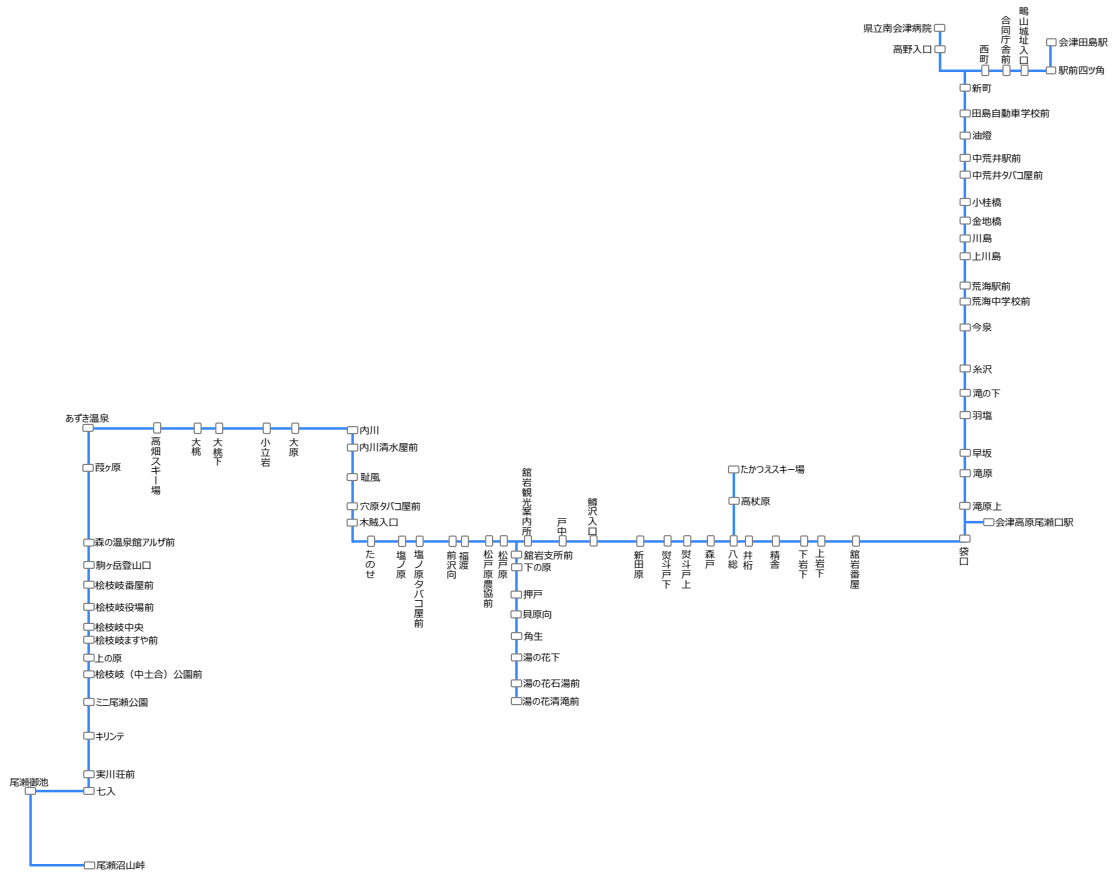 県立南会津病院
高野入口
西町
合同庁舎前
鴫山城址入口
会津田島駅
駅前四ツ角
新町
田島自動車学校前
油燈
中荒井駅前
中荒井タバコ屋前
小桂橋
金地橋
川島
上川島
荒海駅前
荒海中学校前
今泉
糸沢
滝の下
羽塩
早坂
滝原
滝原上
会津高原尾瀬口駅
袋口
舘岩番屋
上岩下
下岩下
精舎
井桁
八総
高杖原
たかつえスキー場
森戸
熨斗戸上
熨斗戸下
新田原
鱒沢入口
戸中
舘岩観光案内所
舘岩支所前
下の原
押戸
貝原向
角生
湯の花下
湯の花石湯前
湯の花清滝前
松戸原
松戸原農協前
福渡
前沢向
塩ノ原タバコ屋前
塩ノ原
たのせ
木賊入口
穴原タバコ屋前
耻風
内川清水屋前
内川
大原
小立岩
大桃下
大桃
高畑スキー場
あずき温泉
葭ヶ原
森の温泉館アルザ前
駒ヶ岳登山口
桧枝岐番屋前
桧枝岐役場前
桧枝岐中央
桧枝岐ますや前
上の原
桧枝岐（中土合）公園前
ミニ尾瀬公園
キリンテ
実川荘前
七入
尾瀬御池
尾瀬沼山峠